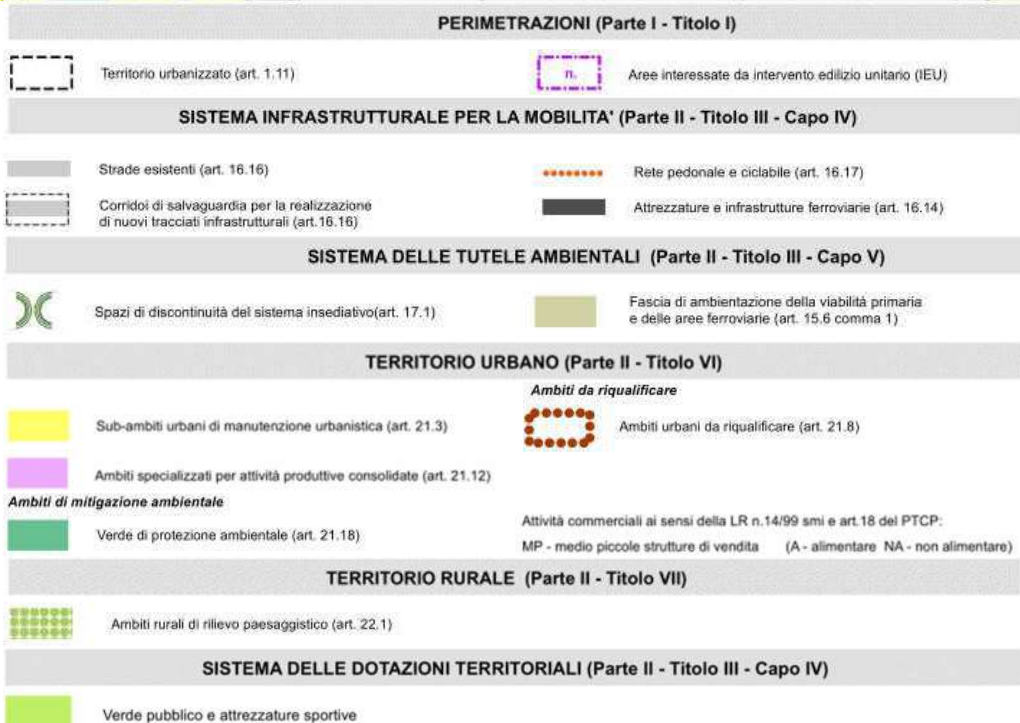 PERIMETRAZIONI (Parte I - Titolo I)
Territorio urbanizzato (art. 1.11)
n.
Aree interessate da intervento edilizio unitario (IEU)
SISTEMA INFRASTRUTTURALE PER LA MOBILITA' (Parte II - Titolo III - Capo IV)
Strade esistenti (art. 16.16)
Rete pedonale e ciclabile (art. 16.17)
Corridoi di salvaguardia per la realizzazione
di nuovi tracciati infrastrutturali (art.16.16)
Attrezzature e infrastrutture ferroviarie (art. 16.14)
SISTEMA DELLE TUTELE AMBIENTALI (Parte II - Titolo III - Capo V)
Spazi di discontinuità del sistema insediativo(art. 17.1)
Fascia di ambientazione della viabilità primaria
e delle aree ferroviarie (art. 15.6 comma 1)
TERRITORIO URBANO (Parte II - Titolo VI)
Ambiti da riqualificare
Sub-ambiti urbani di manutenzione urbanistica (art. 21.3)
Ambiti urbani da riqualificare (art. 21.8)
Ambiti specializzati per attività produttive consolidate (art. 21.12)
Ambiti di mitigazione ambientale
Verde di protezione ambientale (art. 21.18)
Attività commerciali ai sensi della LR n.14/99 smi e art.18 del PTCP:
MP - medio piccole strutture di vendita (A - alimentare NA - non alimentare)
TERRITORIO RURALE (Parte II - Titolo VII)
Ambiti rurali di rilievo paesaggistico (art. 22.1)
SISTEMA DELLE DOTAZIONI TERRITORIALI (Parte II - Titolo III - Capo IV)
Verde pubblico e attrezzature sportive